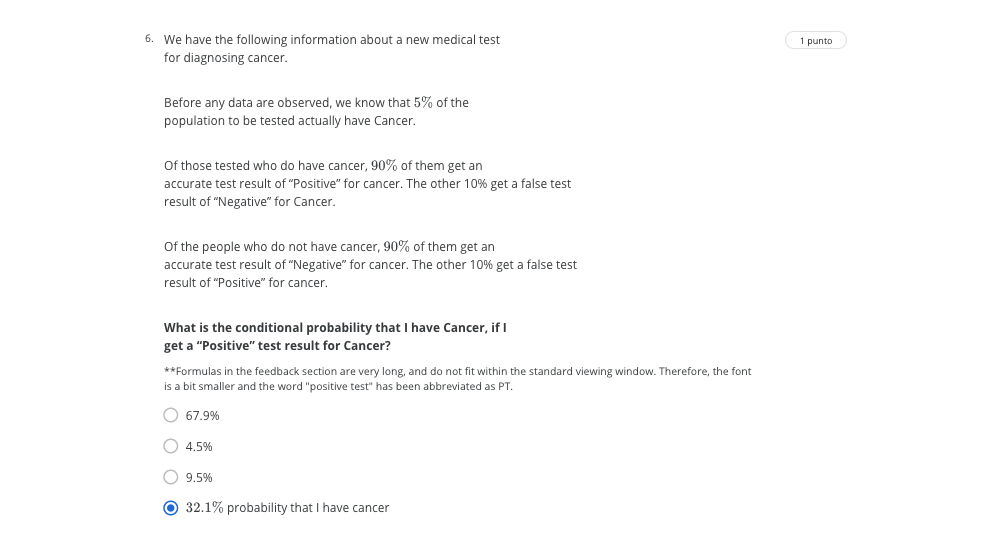 6. We have the following information about a new medical test 1 punto
for diagnosing cancer.
Before any data are observed, we know that 5% of the
population to be tested actually have Cancer.
Of those tested who do have cancer, 90% of them get an
accurate test result of “Positive” for cancer. The other 10% get a false test
result of “Negative” for Cancer.
Of the people who do not have cancer, 90% of them get an
accurate test result of “Negative” for cancer. The other 10% get a false test
result of “Positive” for cancer.
What is the conditional probability that I have Cancer, if I
get a “Positive” test result for Cancer?
**Formulas in the feedback section are very long, and do not fit within the standard viewing window. Therefore, the font
is a bit smaller and the word "positive test" has been abbreviated as PT.
67.9%
4.5%
9.5%
32.1% probability that I have cancer